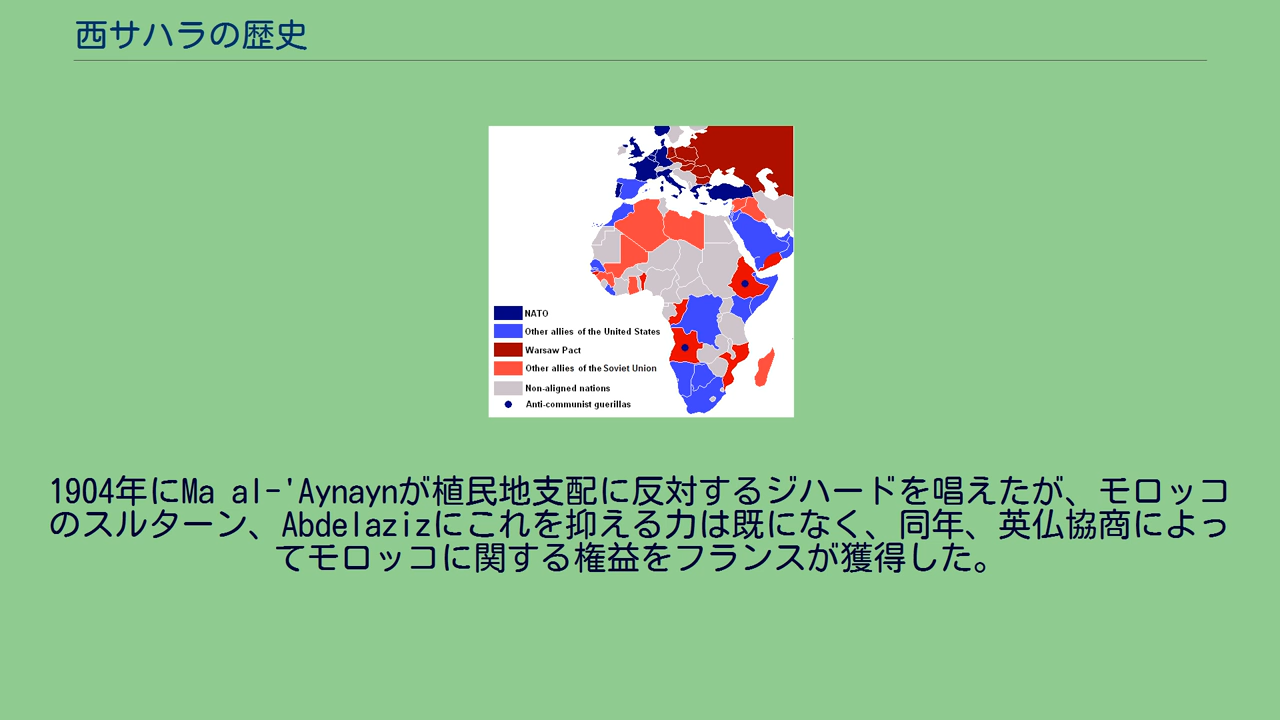 西サハラの歴史
NATO
Other allies of the United States
Warsaw Pact
Other allies of the Soviet Union
Non-aligned nations
Anti-communist guerillas
1904年にMa al-'Aynaynが植民地支配に反対するジハードを唱えたが、モロッコ
のスルターン、Abdelazizにこれを抑える力は既になく、同年、英仏協商によっ
てモロッコに関する権益をフランスが獲得した。